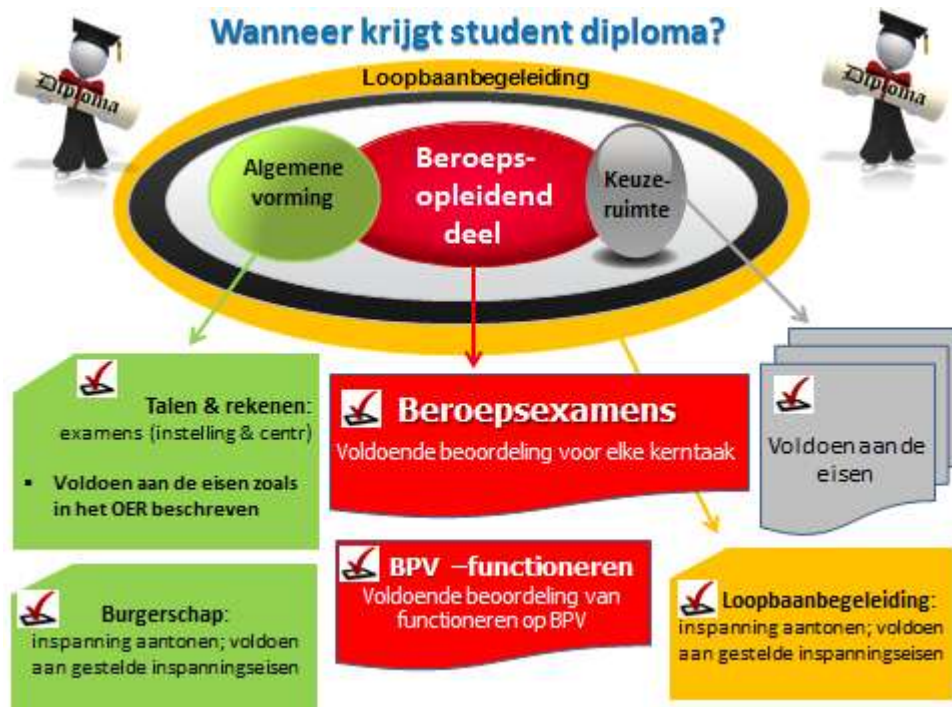 Wanneer krijgt student diploma?
Diploma
Diploma
Loopbaanbegeleiding
Algemene
vorming
Beroeps-
opleidend
deel
Keuze-
ruimte
Talen & rekenen:
examens (instelling & centr)
▪ Voldoen aan de eisen zoals
in het OER beschreven
Beroepsexamens
Voldoende beoordeling voor elke kerntaak
Voldoen aan de
eisen
Burgerschap:
inspanning aantonen; voldoen
aan gestelde inspanningseisen
BPV –functioneren
Voldoende beoordeling van
functioneren op BPV
Loopbaanbegeleiding:
inspanning aantonen; voldoen
aan gestelde inspanningseisen